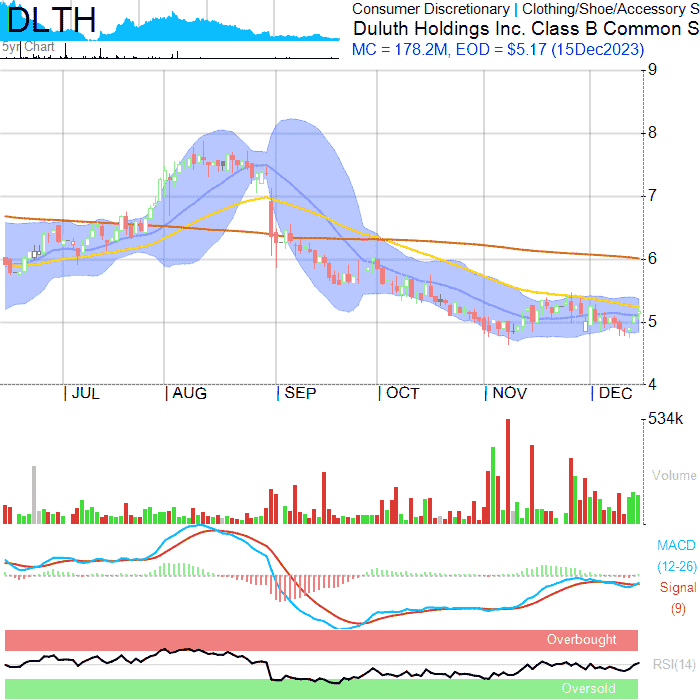 DLTH
5yr Chart
Consumer Discretionary | Clothing/Shoe/Accessory S
Duluth Holdings Inc. Class B Common S
MC = 178.2M, EOD = $5.17 (15Dec2023)
9
8
7
6
5
4
JUL
AUG
SEP
OCT
NOV
DEC
534k
Volume
MACD
(12-26)
Signal
(9)
Overbought
RSI(14)
Oversold